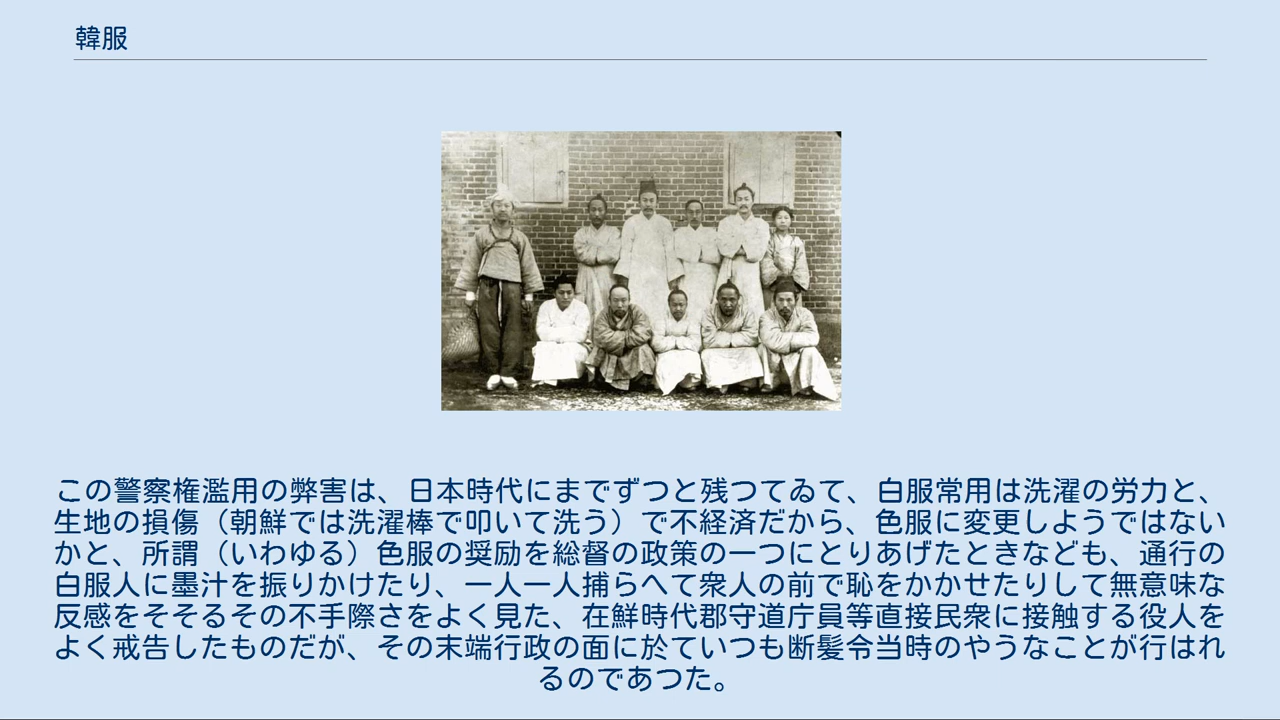 韓服
この警察権濫用の弊害は、日本時代にまでずつと残つてゐて、白服常用は洗濯の労力と、
生地の損傷（朝鮮では洗濯棒で叩いて洗う）で不経済だから、色服に変更しようではない
かと、所謂（いわゆる）色服の奨励を総督の政策の一つにとりあげたときなども、通行の
白服人に墨汁を振りかけたり、一人一人捕らへて衆人の前で恥をかかせたりして無意味な
反感をそそるその不手際さをよく見た、在鮮時代郡守道庁員等直接民衆に接触する役人を
よく戒告したものだが、その末端行政の面に於ていつも断髪令当時のやうなことが行はれ
るのであつた。